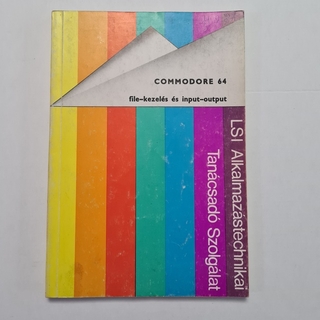 COMMODORE 64
file-kezelés és input-output
LSI Alkalmazástechnikai
Tanácsadó Szolgálat